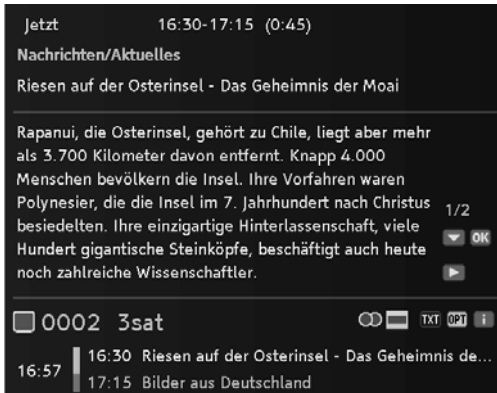 Jetzt 16:30-17:15 (0:45)
Nachrichten/Aktuelles
Riesen auf der Osterinsel - Das Geheimnis der Moai
Rapanui, die Osterinsel, gehört zu Chile, liegt aber mehr
als 3.700 Kilometer davon entfernt. Knapp 4.000
Menschen bevölkern die Insel. Ihre Vorfahren waren
Polynesier, die die Insel im 7. Jahrhundert nach Christus
besiedelten. Ihre einzigartige Hinterlassenschaft, viele
Hundert gigantische Steinköpfe, beschäftigt auch heute
noch zahlreiche Wissenschaftler.
1/2
OK
0002 3sat
TXT OPT i
16:57
16:30 Riesen auf der Osterinsel - Das Geheimnis de...
17:15 Bilder aus Deutschland